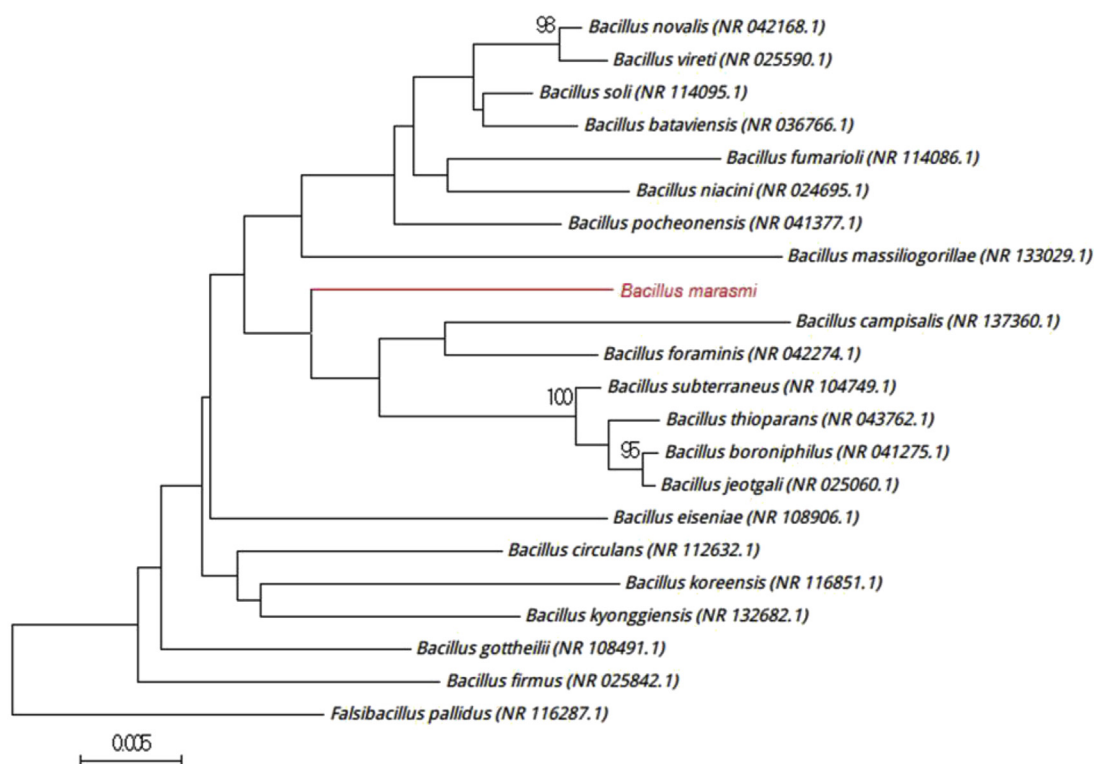 98
Bacillus novalis (NR 042168.1)
Bacillus vireti (NR 025590.1)
Bacillus soli (NR 114095.1)
Bacillus bataviensis (NR 036766.1)
Bacillus fumarioli (NR 114086.1)
Bacillus niacini (NR 024695.1)
Bacillus pocheonensis (NR 041377.1)
Bacillus massiliogorillae (NR 133029.1)
Bacillus marasmi
Bacillus campisalis (NR 137360.1)
Bacillus foraminis (NR 042274.1)
100
Bacillus subterraneus (NR 104749.1)
Bacillus thioparans (NR 043762.1)
95
Bacillus boroniphilus (NR 041275.1)
Bacillus jeotgali (NR 025060.1)
Bacillus eiseniae (NR 108906.1)
Bacillus circulans (NR 112632.1)
Bacillus koreensis (NR 116851.1)
Bacillus kyonggiensis (NR 132682.1)
Bacillus gottheilii (NR 108491.1)
Bacillus firmus (NR 025842.1)
Falsibacillus pallidus (NR 116287.1)
0.005